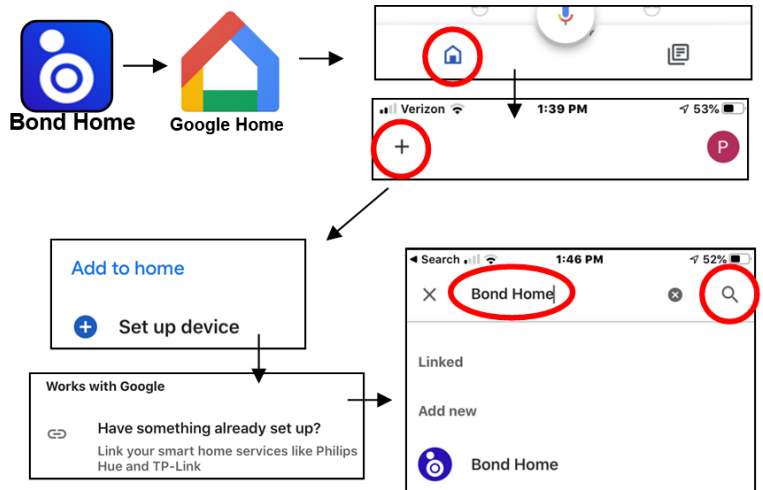 Bond Home
Google Home
Verizon 1:39 PM 53%
P
Add to home
Set up device
Works with Google
Have something already set up?
Link your smart home services like Philips
Hue and TP-Link
Search 1:46 PM 52%
Bond Home
Linked
Add new
Bond Home